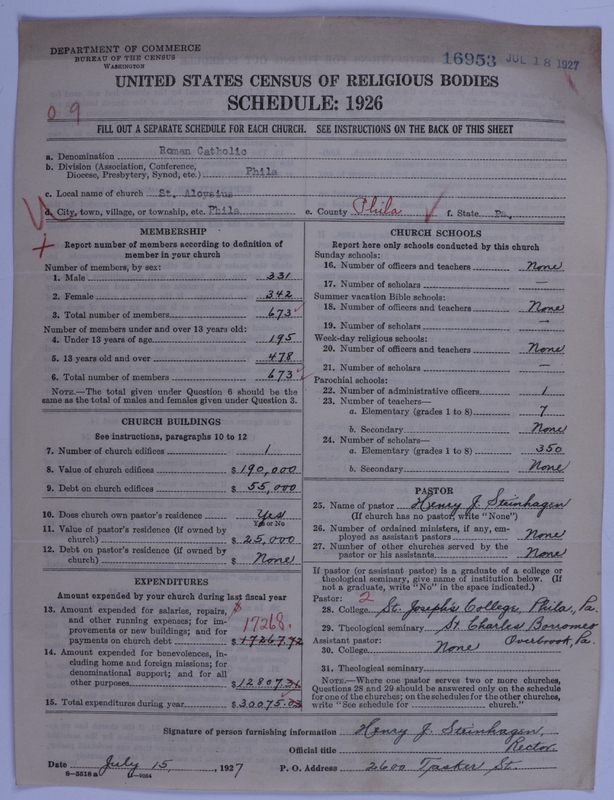 DEPARTMENT OF COMMERCE
BUREAU OF THE CENSUS
WASHINGTON
16953 JUL 18 1927
UNITED STATES CENSUS OF RELIGIOUS BODIES
SCHEDULE: 1926
09
FILL OUT A SEPARATE SCHEDULE FOR EACH CHURCH. SEE INSTRUCTIONS ON THE BACK OF THIS SHEET
a. Denomination Roman Catholic
b. Division (Association, Conference,
Diocese, Presbytery, Synod, etc.) Phila
c. Local name of church St. Aloysius
d. City, town, village, or township, etc. Phila e. County Phila f. State Pa.
MEMBERSHIP
Report number of members according to definition of
member in your church
Number of members, by sex:
1. Male 331
2. Female 342
3. Total number of members 673
Number of members under and over 13 years old:
4. Under 13 years of age 195
5. 13 years old and over 478
6. Total number of members 673
NOTE.—The total given under Question 6 should be the
same as the total of males and females given under Question 3.
CHURCH BUILDINGS
See instructions, paragraphs 10 to 12
7. Number of church edifices 1
8. Value of church edifices $190,000
9. Debt on church edifices $55,000
10. Does church own pastor's residence Yes
Yes or No
11. Value of pastor's residence (if owned by
church) $25,000
12. Debt on pastor's residence (if owned by
church) $ None
EXPENDITURES
Amount expended by your church during last fiscal year
13. Amount expended for salaries, repairs, $
and other running expenses; for im-
provements or new buildings; and for 17268.
payments on church debt $17267.72
14. Amount expended for benevolences, in-
cluding home and foreign missions; for
denominational support; and for all
other purposes $12807.31
15. Total expenditures during year $30075.03
CHURCH SCHOOLS
Report here only schools conducted by this church
Sunday schools:
16. Number of officers and teachers None
17. Number of scholars —
Summer vacation Bible schools:
18. Number of officers and teachers None
19. Number of scholars —
Week-day religious schools:
20. Number of officers and teachers None
21. Number of scholars —
Parochial schools:
22. Number of administrative officers 1
23. Number of teachers—
a. Elementary (grades 1 to 8) 7
b. Secondary None
24. Number of scholars—
a. Elementary (grades 1 to 8) 350
b. Secondary None
PASTOR
25. Name of pastor Henry J. Steinhagen
(If church has no pastor, write "None")
26. Number of ordained ministers, if any, em-
ployed as assistant pastors None
27. Number of other churches served by the
pastor or his assistants None
If pastor (or assistant pastor) is a graduate of a college or
theological seminary, give name of institution below. (If
not a graduate, write "No" in the space indicated.)
Pastor: 2
28. College St. Joseph's College, Phila, Pa.
29. Theological seminary St. Charles Borromeo
Assistant pastor: Overbrook, Pa.
30. College None
31. Theological seminary
NOTE.—Where one pastor serves two or more churches,
Questions 28 and 29 should be answered only on the schedule
for one of the churches; on the schedules for the other churches,
write "See schedule for church."
Signature of person furnishing information Henry J. Steinhagen,
Official title Rector
Date July 15, 1927 P. O. Address 2600 Tasker St.